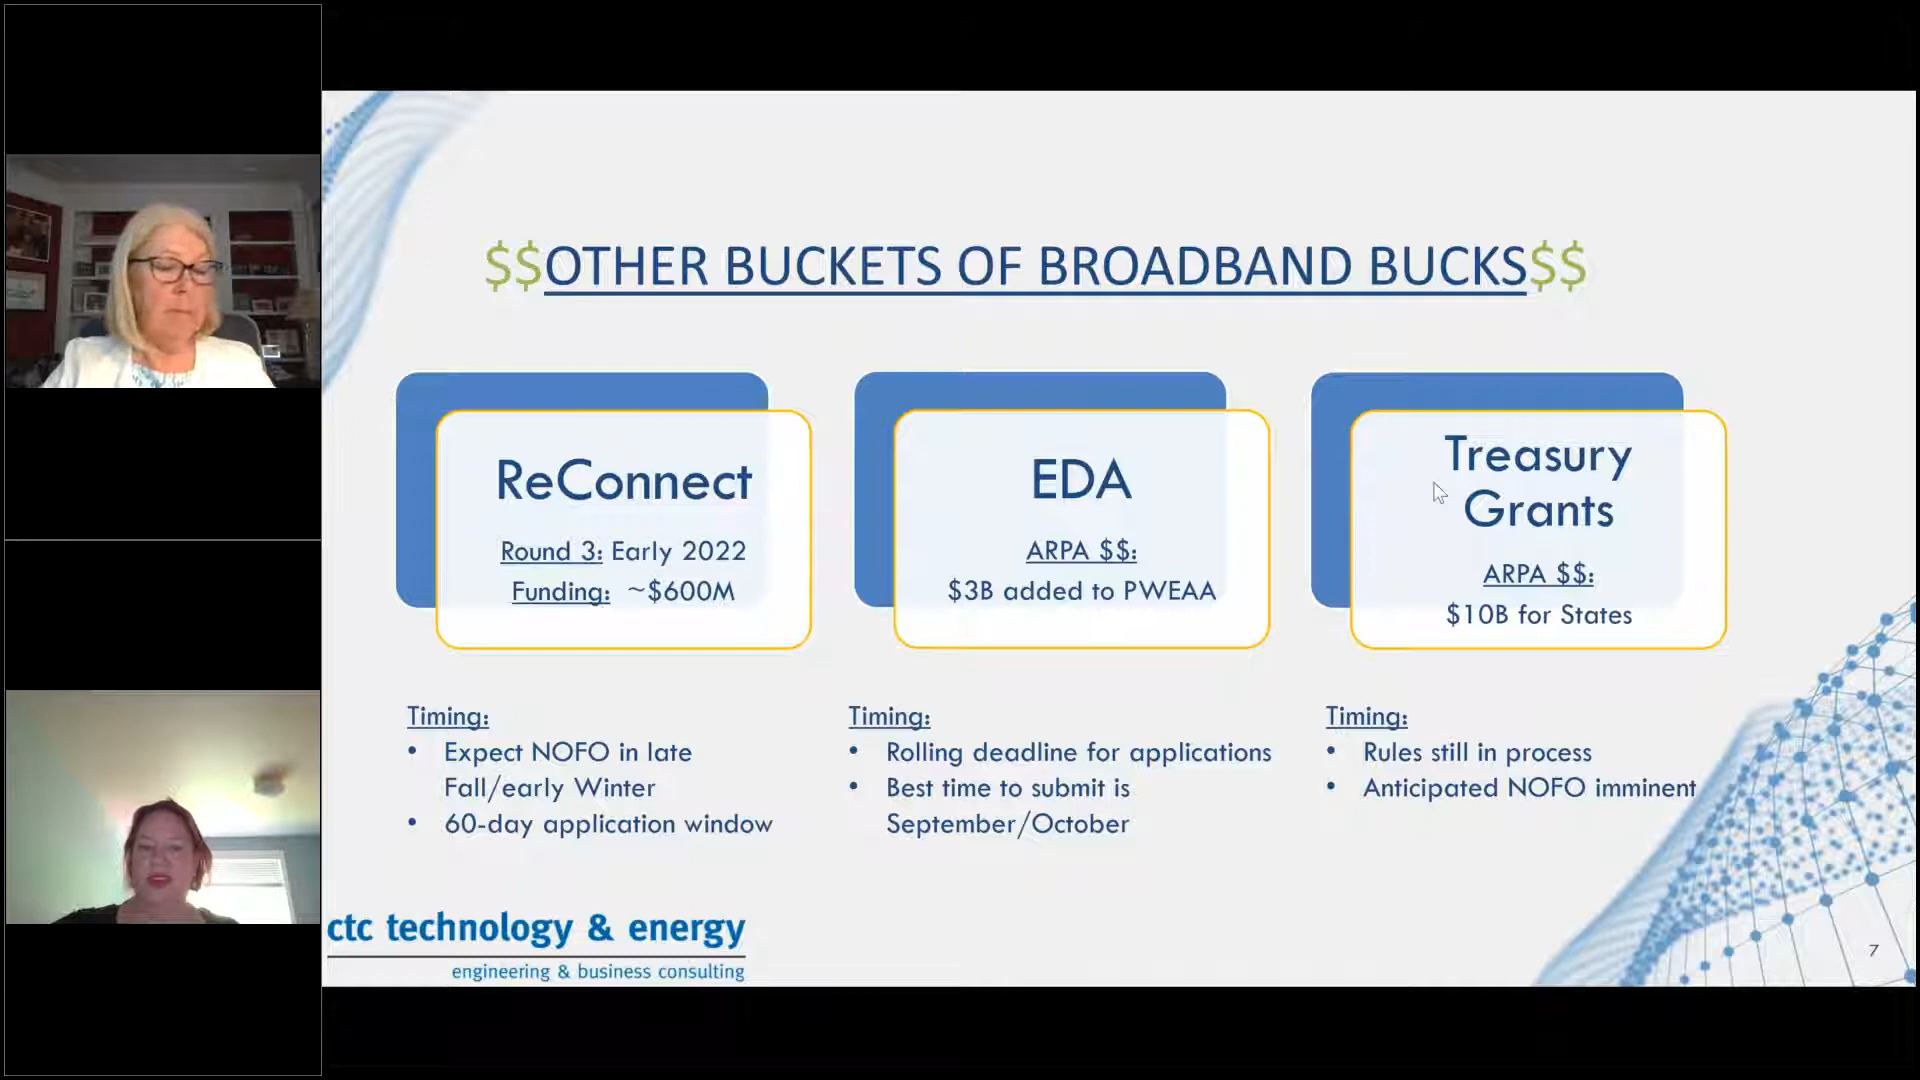 $$OTHER BUCKETS OF BROADBAND BUCKS$$
ReConnect
Round 3: Early 2022
Funding: ~$600M
EDA
ARPA $$:
$3B added to PWEAA
Treasury
Grants
ARPA $$:
$10B for States
Timing:
• Expect NOFO in late
Fall/early Winter
• 60-day application window
Timing:
• Rolling deadline for applications
• Best time to submit is
September/October
Timing:
• Rules still in process
• Anticipated NOFO imminent
ctc technology & energy
engineering & business consulting
7